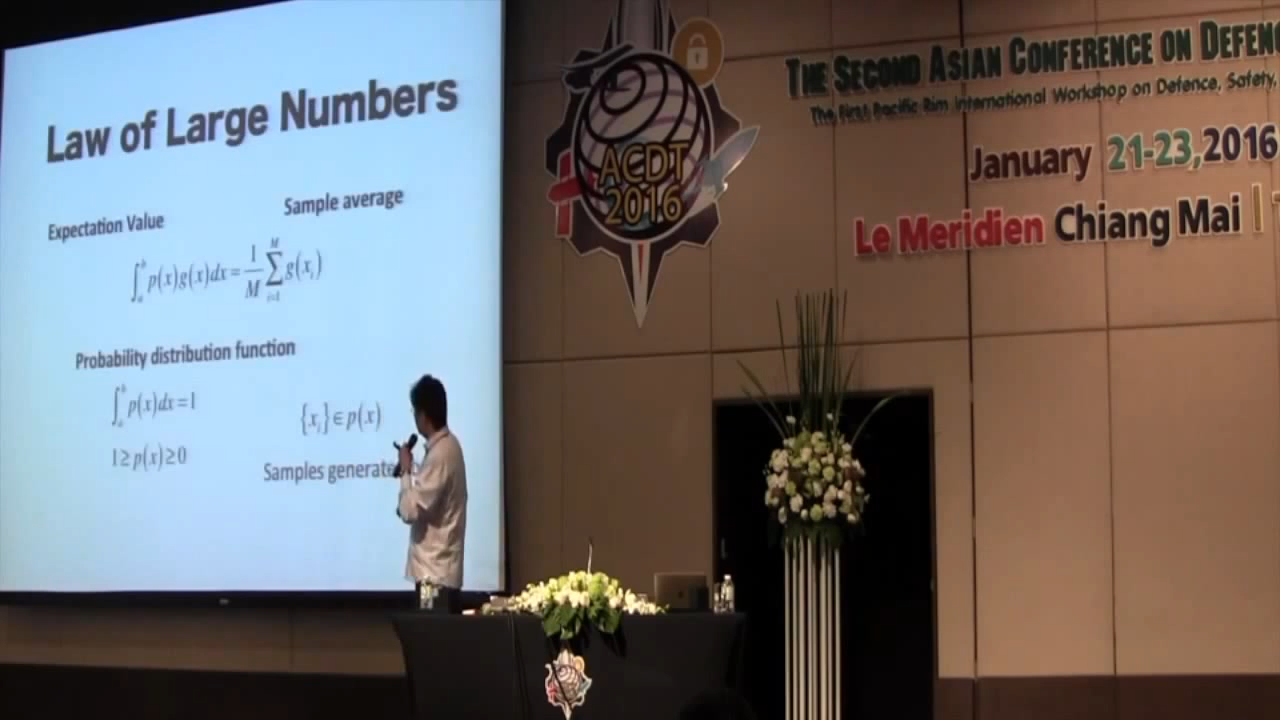 Law of Large Numbers
Expectation Value
Sample average
∫ₐᵇ p(x)g(x)dx = 1/M ∑ᵢ₌₁ᴹ g(xᵢ)
Probability distribution function
∫ₐᵇ p(x)dx = 1
{xᵢ} ∈ p(x)
1 ≥ p(x) ≥ 0
Samples generate
ACDT
2016
THE SECOND ASIAN CONFERENCE ON DEFENC
The First Pacific Rim International Workshop on Defence, Safety,
January 21-23,2016
Le Meridien Chiang Mai |